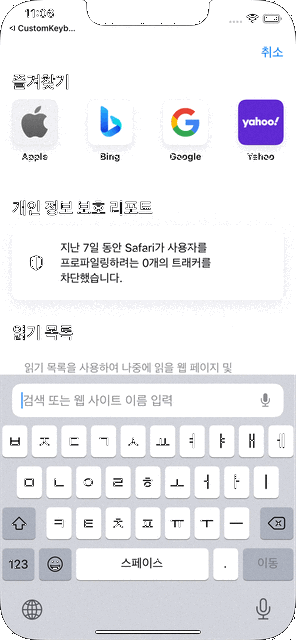 11:06
CustomKeyb...
취소
즐겨찾기
Apple
Bing
Google
yahoo!
Yahoo
개인 정보 보호 리포트
지난 7일 동안 Safari가 사용자를
프로파일링하려는 0개의 트래커를
차단했습니다.
읽기 목록
읽기 목록을 사용하여 나중에 읽을 웹 페이지 및
검색 또는 웹 사이트 이름 입력
ㅂ ㅈ ㄷ ㄱ ㅅ ㅛ ㅕ ㅑ ㅐ ㅔ
ㅁ ㄴ ㅇ ㄹ ㅎ ㅗ ㅓ ㅏ ㅣ
ㅋ ㅌ ㅊ ㅍ ㅠ ㅜ ㅡ
123 스페이스 . 이동